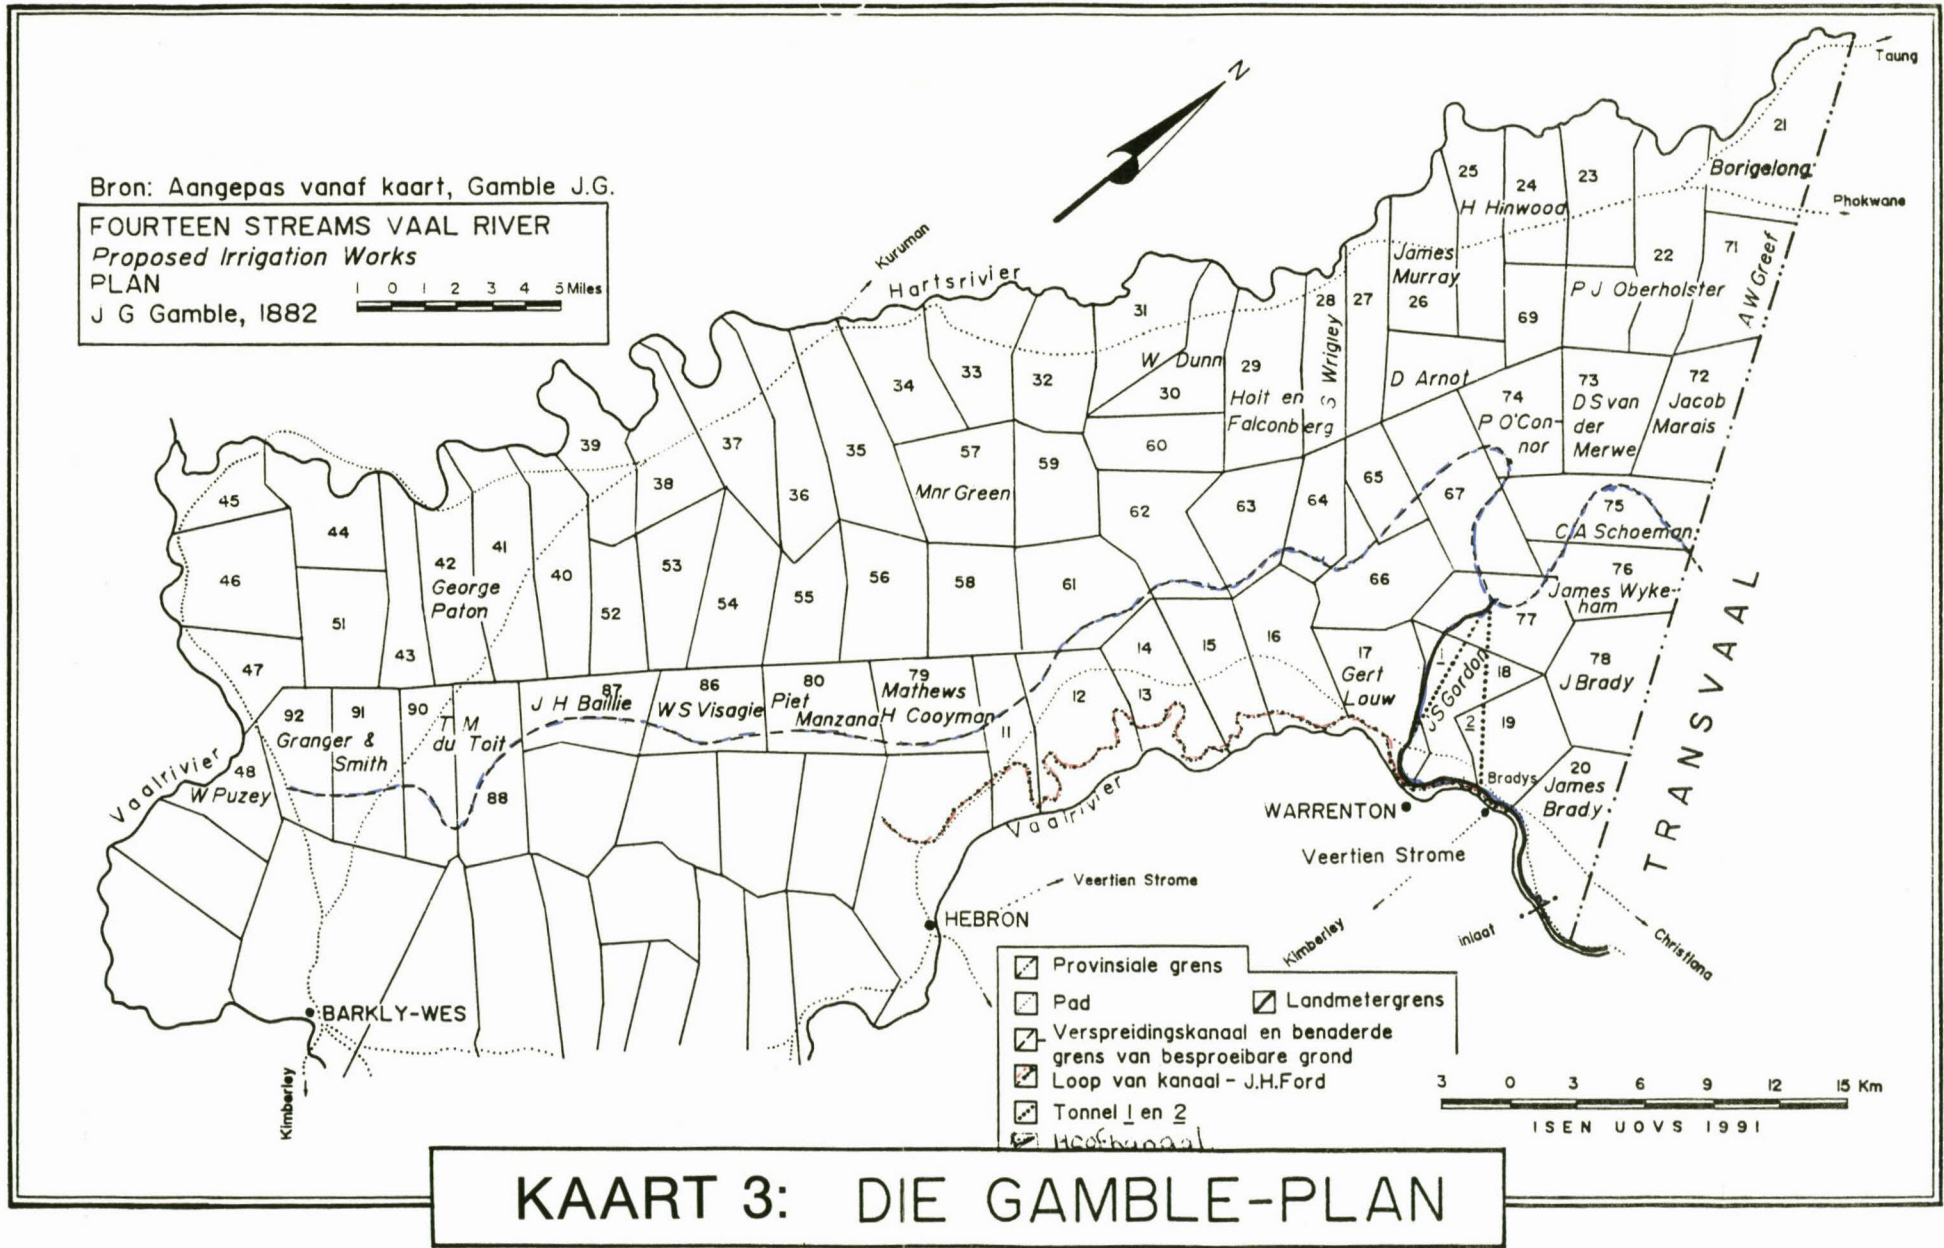 N
Taung
Phokwane
Bron: Aangepas vanaf kaart, Gamble J.G.
FOURTEEN STREAMS VAAL RIVER
Proposed Irrigation Works
PLAN
J G Gamble, 1882
1 0 1 2 3 4 5 Miles
Kuruman
Hartsrivier
21
Borigelong
25
24
23
H Hinwood
22
71
A W Greef
James
Murray
26
P J Oberholster
69
27
28
S Wrigley
31
W Dunn
30
29
Hoit en
Falconberg
D Arnot
74
P O'Con-
nor
73
D S van
der
Merwe
72
Jacob
Marais
34
33
32
35
36
37
38
39
57
Mnr Green
59
60
62
63
64
65
67
75
C A Schoeman
76
James Wyke-
ham
77
66
45
44
46
51
42
George
Paton
41
40
43
52
53
54
55
56
58
61
47
14
15
16
17
Gert
Louw
1
J S Gordon
2
18
19
78
J Brady
20
James
Brady
Bradys
TRANSVAAL
92
Granger &
Smith
91
90
T M
du Toit
88
87
J H Baillie
86
W S Visagie
80
Piet
Manzana
79
Mathews
H Cooyman
11
12
13
48
W Puzey
Vaalrivier
Vaalrivier
WARRENTON
Veertien Strome
Veertien Strome
HEBRON
Kimberley
inlaat
Christiana
BARKLY-WES
Kimberley
Provinsiale grens
Pad
Landmetergrens
Verspreidingskanaal en benaderde
grens van besproeibare grond
Loop van kanaal - J.H.Ford
Tonnel 1 en 2
Hoofkanaal
3 0 3 6 9 12 15 Km
ISEN UOVS 1991
KAART 3: DIE GAMBLE-PLAN